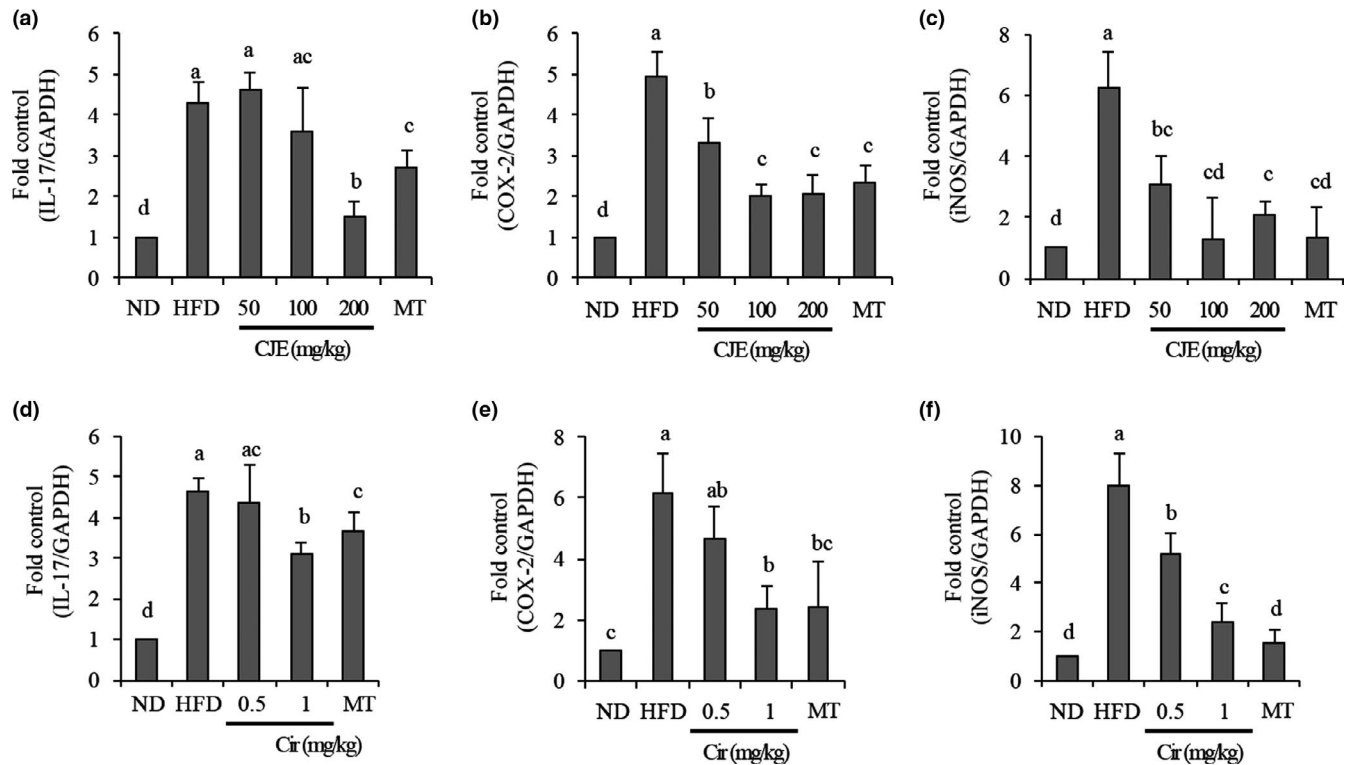 (a)
Fold control
(IL-17/GAPDH)
6
5
4
3
2
1
0
d
a
a
ac
b
c
ND HFD 50 100 200 MT
CJE (mg/kg)
(b)
Fold control
(COX-2/GAPDH)
6
5
4
3
2
1
0
d
a
b
c
c
c
ND HFD 50 100 200 MT
CJE (mg/kg)
(c)
Fold control
(iNOS/GAPDH)
8
6
4
2
0
d
a
bc
cd
c
cd
ND HFD 50 100 200 MT
CJE (mg/kg)
(d)
Fold control
(IL-17/GAPDH)
6
5
4
3
2
1
0
d
a
ac
b
c
ND HFD 0.5 1 MT
Cir (mg/kg)
(e)
Fold control
(COX-2/GAPDH)
8
6
4
2
0
c
a
ab
b
bc
ND HFD 0.5 1 MT
Cir (mg/kg)
(f)
Fold control
(iNOS/GAPDH)
10
8
6
4
2
0
d
a
b
c
d
ND HFD 0.5 1 MT
Cir (mg/kg)